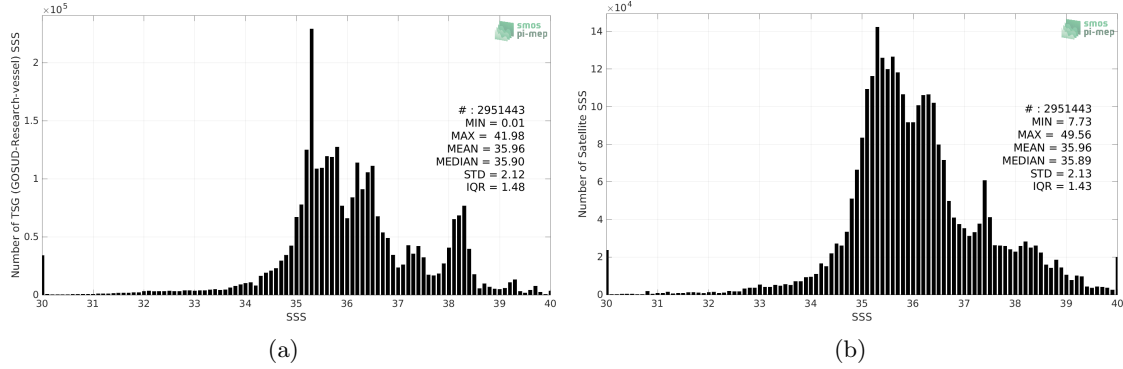 ×10^5
smos
pi-mep
Number of TSG (GOSUD-Research-vessel) SSS
2
1.5
1
0.5
0
# : 2951443
MIN = 0.01
MAX = 41.98
MEAN = 35.96
MEDIAN = 35.90
STD = 2.12
IQR = 1.48
30 31 32 33 34 35 36 37 38 39 40
SSS
(a)
×10^4
smos
pi-mep
Number of Satellite SSS
14
12
10
8
6
4
2
0
# : 2951443
MIN = 7.73
MAX = 49.56
MEAN = 35.96
MEDIAN = 35.89
STD = 2.13
IQR = 1.43
30 31 32 33 34 35 36 37 38 39 40
SSS
(b)